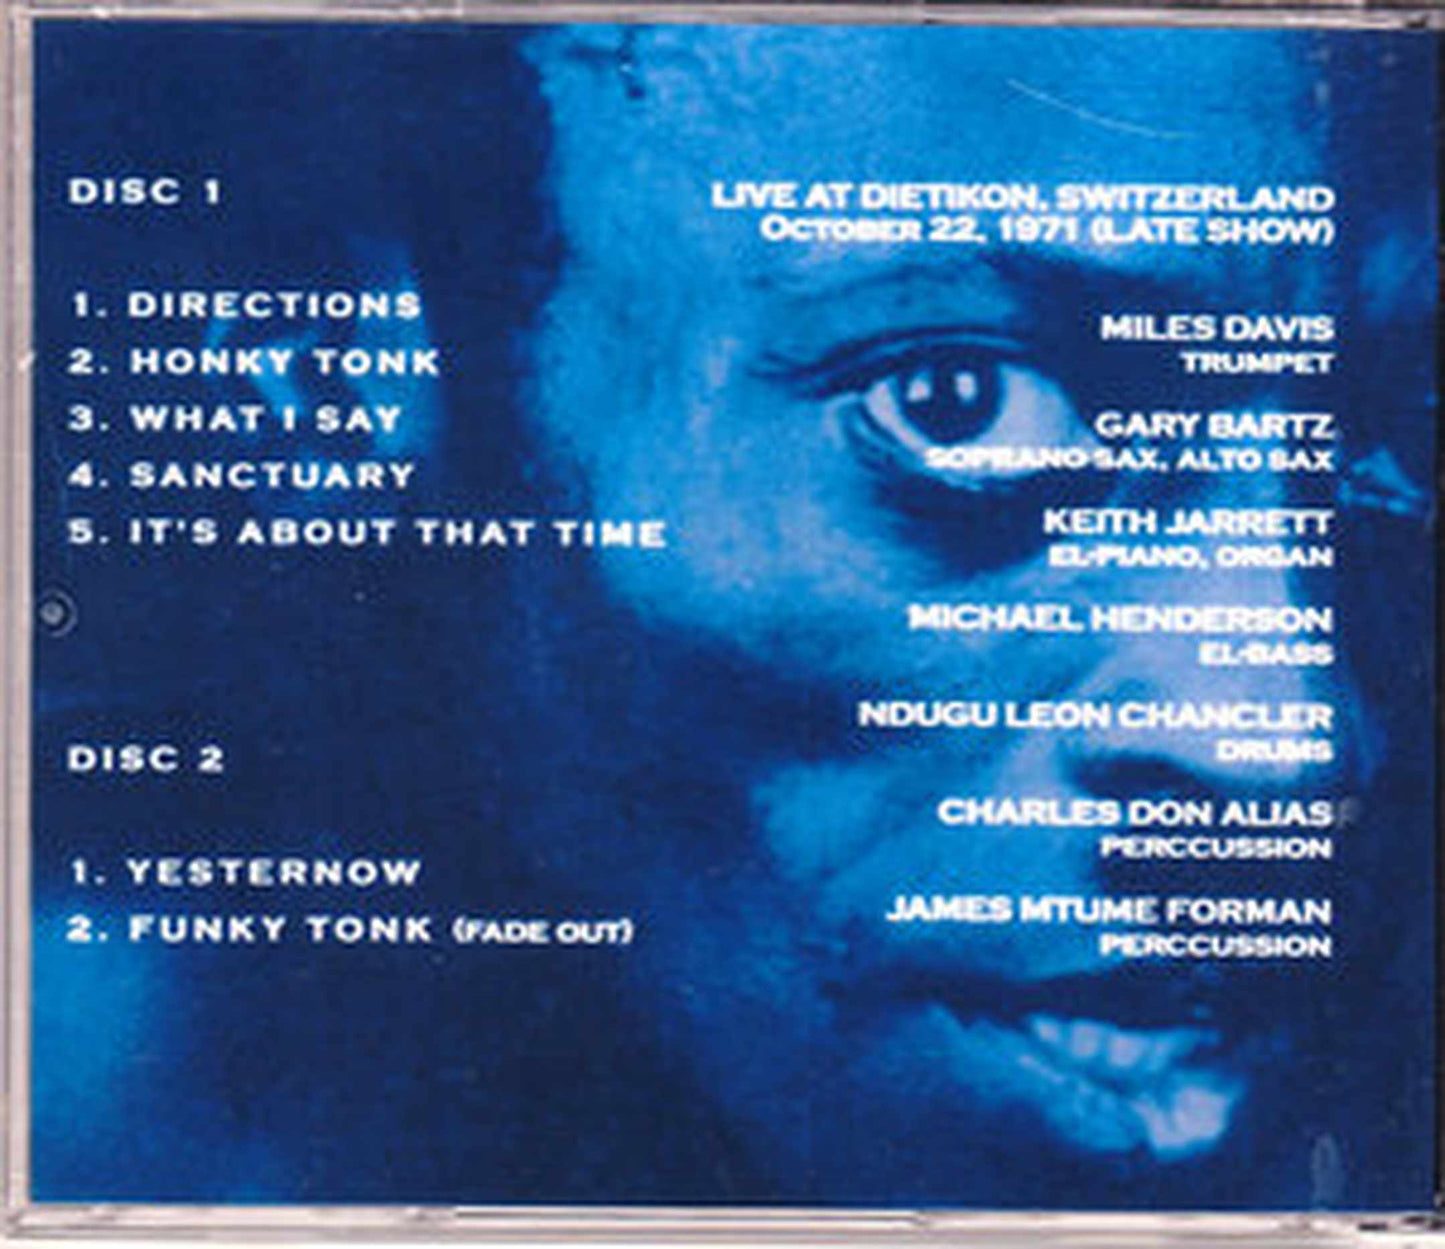 DISC 1
1. DIRECTIONS
2. HONKY TONK
3. WHAT I SAY
4. SANCTUARY
5. IT'S ABOUT THAT TIME
DISC 2
1. YESTERNOW
2. FUNKY TONK (FADE OUT)
LIVE AT DIETIKON, SWITZERLAND
OCTOBER 22, 1971 (LATE SHOW)
MILES DAVIS
TRUMPET
GARY BARTZ
SOPRANO SAX, ALTO SAX
KEITH JARRETT
EL-PIANO, ORGAN
MICHAEL HENDERSON
EL-BASS
NDUGU LEON CHANCLER
DRUMS
CHARLES DON ALIAS
PERCCUSSION
JAMES MTUME FORMAN
PERCCUSSION